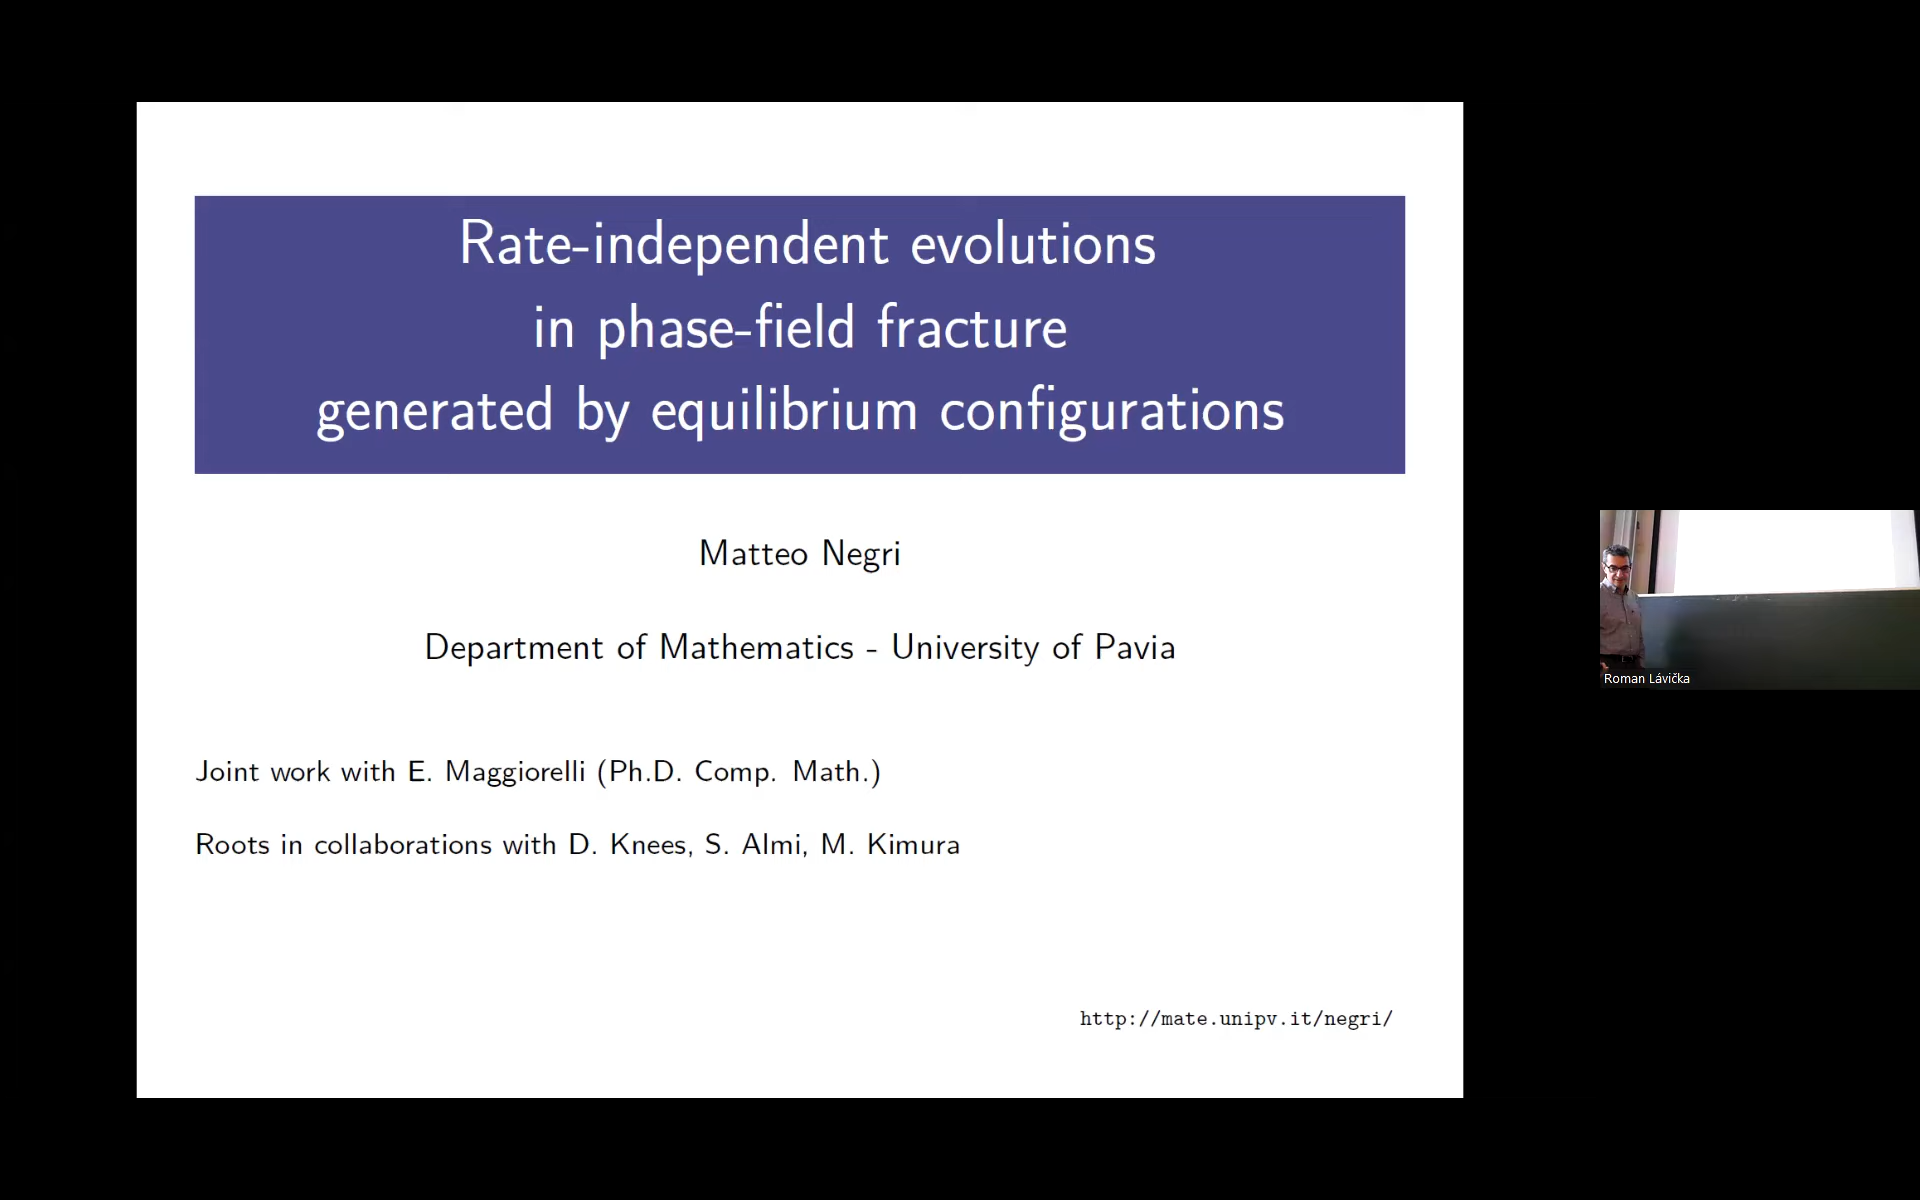 Rate-independent evolutions
in phase-field fracture
generated by equilibrium configurations
Matteo Negri
Department of Mathematics - University of Pavia
Joint work with E. Maggiorelli (Ph.D. Comp. Math.)
Roots in collaborations with D. Knees, S. Almi, M. Kimura
http://mate.unipv.it/negri/
Roman Lávička